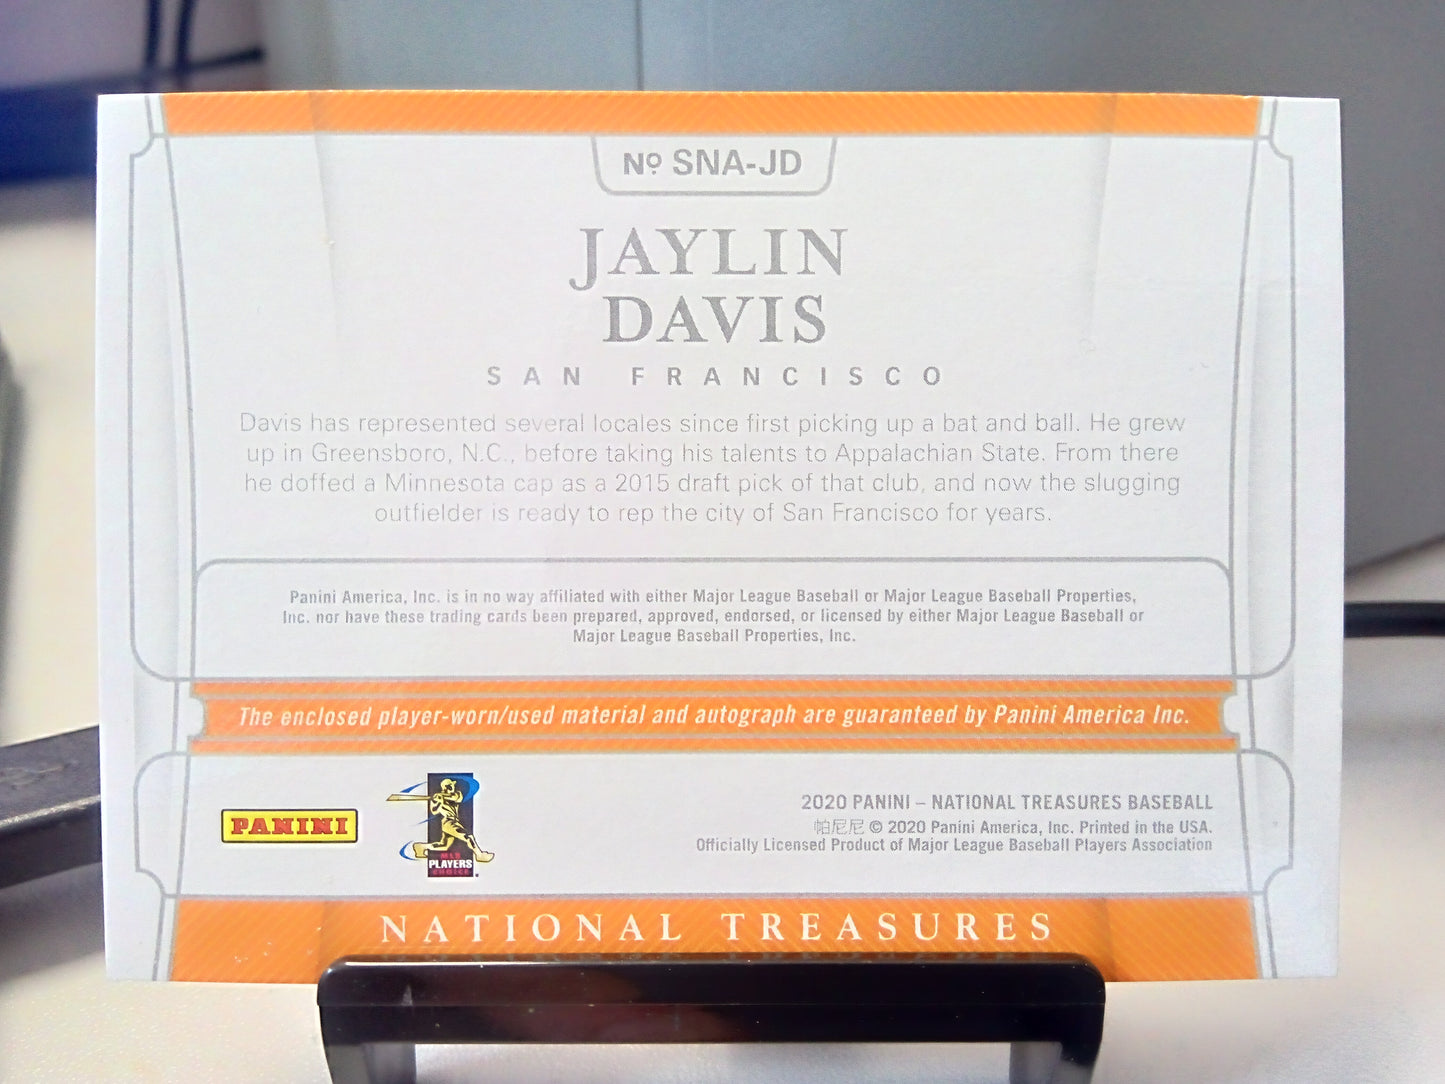 Nº SNA-JD
JAYLIN
DAVIS
SAN FRANCISCO
Davis has represented several locales since first picking up a bat and ball. He grew
up in Greensboro, N.C., before taking his talents to Appalachian State. From there
he doffed a Minnesota cap as a 2015 draft pick of that club, and now the slugging
outfielder is ready to rep the city of San Francisco for years.
Panini America, Inc. is in no way affiliated with either Major League Baseball or Major League Baseball Properties,
Inc. nor have these trading cards been prepared, approved, endorsed, or licensed by either Major League Baseball or
Major League Baseball Properties, Inc.
The enclosed player-worn/used material and autograph are guaranteed by Panini America Inc.
PANINI
MLB
PLAYERS
CHOICE
2020 PANINI – NATIONAL TREASURES BASEBALL
帕尼尼 © 2020 Panini America, Inc. Printed in the USA.
Officially Licensed Product of Major League Baseball Players Association
NATIONAL TREASURES